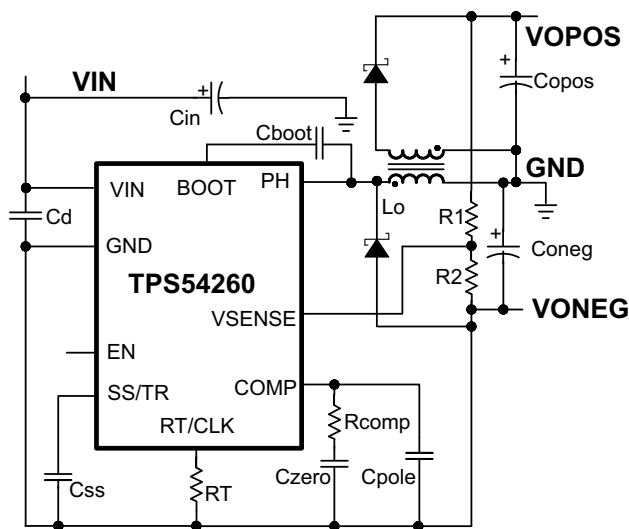 VOPOS
VIN
+
Copos
+
Cin
Cboot
GND
VIN
BOOT
PH
Lo
R1
Cd
GND
+
Coneg
TPS54260
R2
VSENSE
VONEG
EN
COMP
SS/TR
Rcomp
RT/CLK
Css
RT
Czero
Cpole